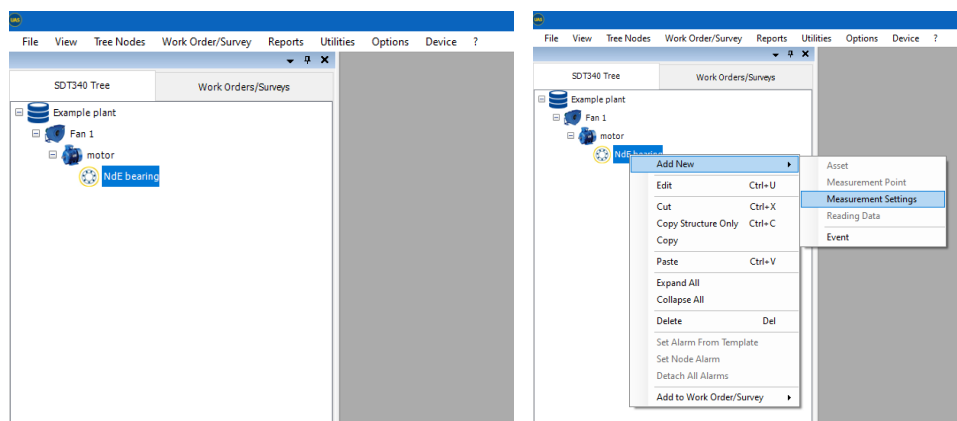 UAS
File View Tree Nodes Work Order/Survey Reports Utilities Options Device ?
SDT340 Tree Work Orders/Surveys
Example plant
Fan 1
motor
NdE bearing
UAS
File View Tree Nodes Work Order/Survey Reports Utilities Options Device ?
SDT340 Tree Work Orders/Surveys
Example plant
Fan 1
motor
NdE bearing
Add New
Edit Ctrl+U
Cut Ctrl+X
Copy Structure Only Ctrl+C
Copy
Paste Ctrl+V
Expand All
Collapse All
Delete Del
Set Alarm From Template
Set Node Alarm
Detach All Alarms
Add to Work Order/Survey
Asset
Measurement Point
Measurement Settings
Reading Data
Event